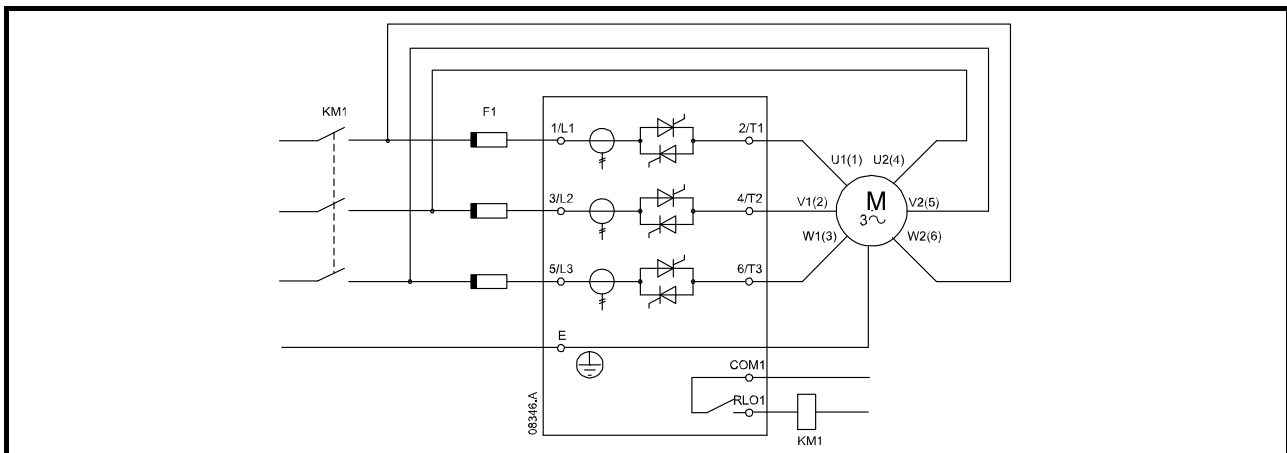 KM1
F1
1/L1
2/T1
U1(1) U2(4)
3/L2
4/T2
V1(2)
M
3~
V2(5)
W1(3)
W2(6)
5/L3
6/T3
E
COM1
RLO1
KM1
08346.A